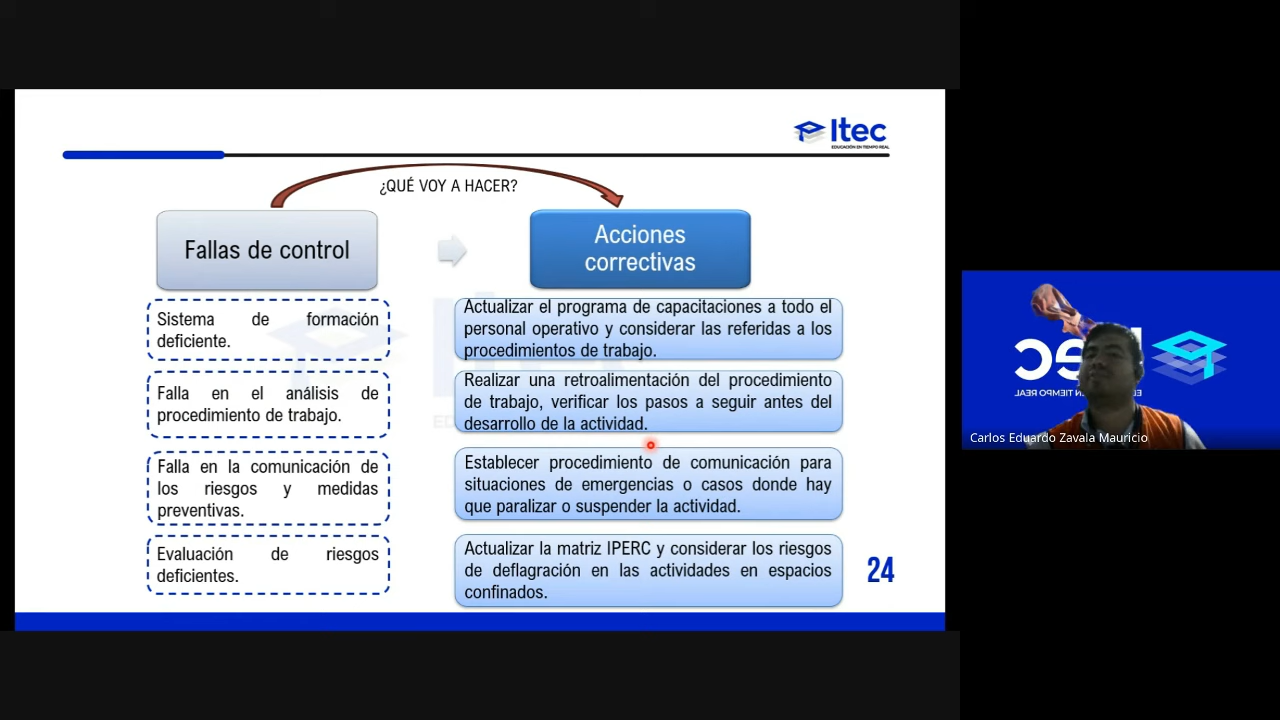 Itec
EDUCACIÓN EN TIEMPO REAL
¿QUÉ VOY A HACER?
Fallas de control
Acciones
correctivas
Sistema de formación
deficiente.
Actualizar el programa de capacitaciones a todo el
personal operativo y considerar las referidas a los
procedimientos de trabajo.
Falla en el análisis de
procedimiento de trabajo.
Realizar una retroalimentación del procedimiento
de trabajo, verificar los pasos a seguir antes del
desarrollo de la actividad.
Falla en la comunicación de
los riesgos y medidas
preventivas.
Establecer procedimiento de comunicación para
situaciones de emergencias o casos donde hay
que paralizar o suspender la actividad.
Evaluación de riesgos
deficientes.
Actualizar la matriz IPERC y considerar los riesgos
de deflagración en las actividades en espacios
confinados.
24
Carlos Eduardo Zavala Mauricio